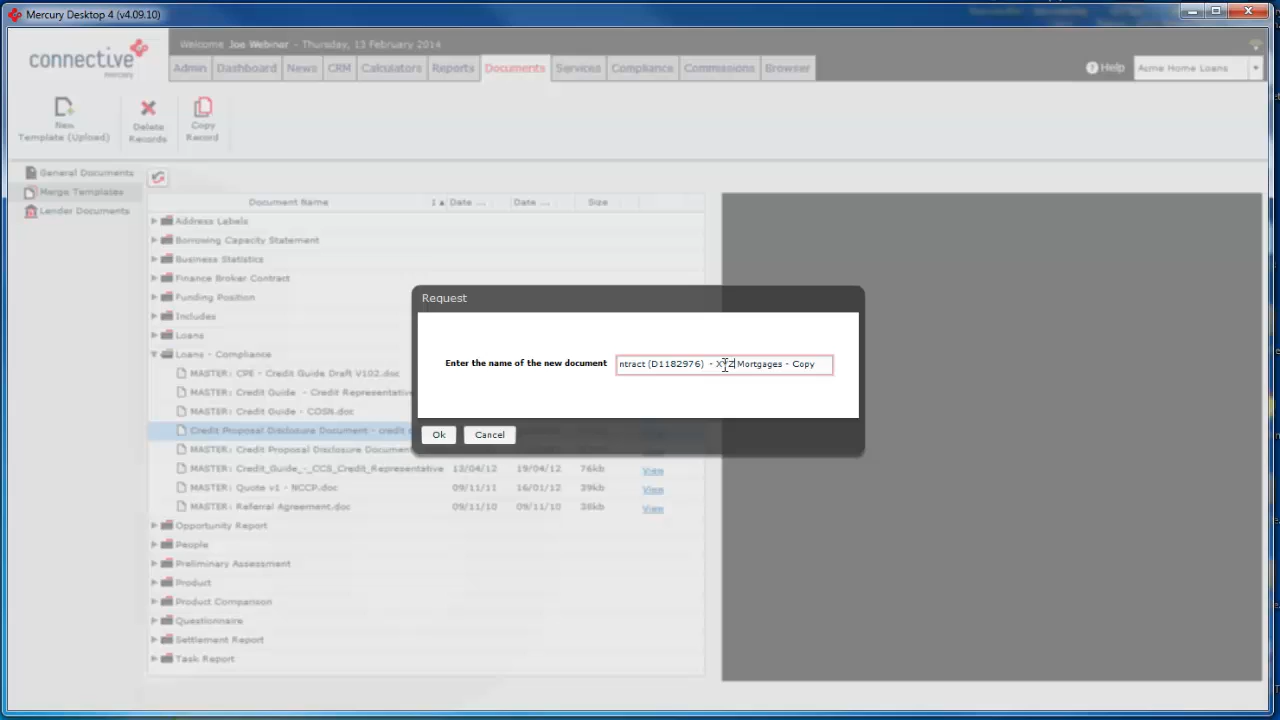 Mercury Desktop 4 (v4.09.10)
connective
mercury
Welcome Joe Webinar - Thursday, 13 February 2014
Admin Dashboard News CRM Calculators Reports Documents Services Compliance Commissions Browser
Help Acme Home Loans
New
Template (Upload)
Delete
Records
Copy
Record
General Documents
Merge Templates
Lender Documents
Document Name 1 Date ... Date ... Size
Address Labels
Borrowing Capacity Statement
Business Statistics
Finance Broker Contract
Funding Position
Includes
Loans
Loans - Compliance
MASTER: CPE - Credit Guide Draft V102.doc
MASTER: Credit Guide - Credit Representative
MASTER: Credit Guide - COSN.doc
Credit Proposal Disclosure Document - credit c
MASTER: Credit Proposal Disclosure Document
MASTER: Credit_Guide_-_CCS_Credit_Representative 13/04/12 19/04/12 76kb View
MASTER: Quote v1 - NCCP.doc 09/11/11 16/01/12 39kb View
MASTER: Referral Agreement.doc 09/11/10 09/11/10 38kb View
Opportunity Report
People
Preliminary Assessment
Product
Product Comparison
Questionnaire
Settlement Report
Task Report
Request
Enter the name of the new document ntract (D1182976) - XYZ Mortgages - Copy
Ok Cancel